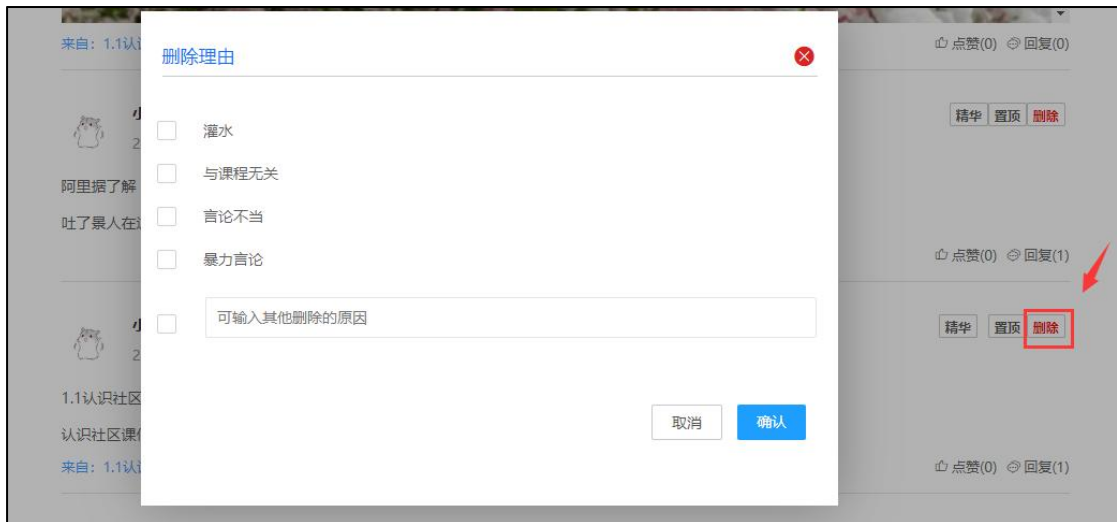 来自：1.1认识
点赞(0) 回复(0)
删除理由
精华 置顶 删除
灌水
与课程无关
阿里据了解
言论不当
吐了景人在
暴力言论
点赞(0) 回复(1)
可输入其他删除的原因
精华 置顶 删除
1.1认识社区
取消 确认
认识社区课
来自：1.1认
点赞(0) 回复(1)